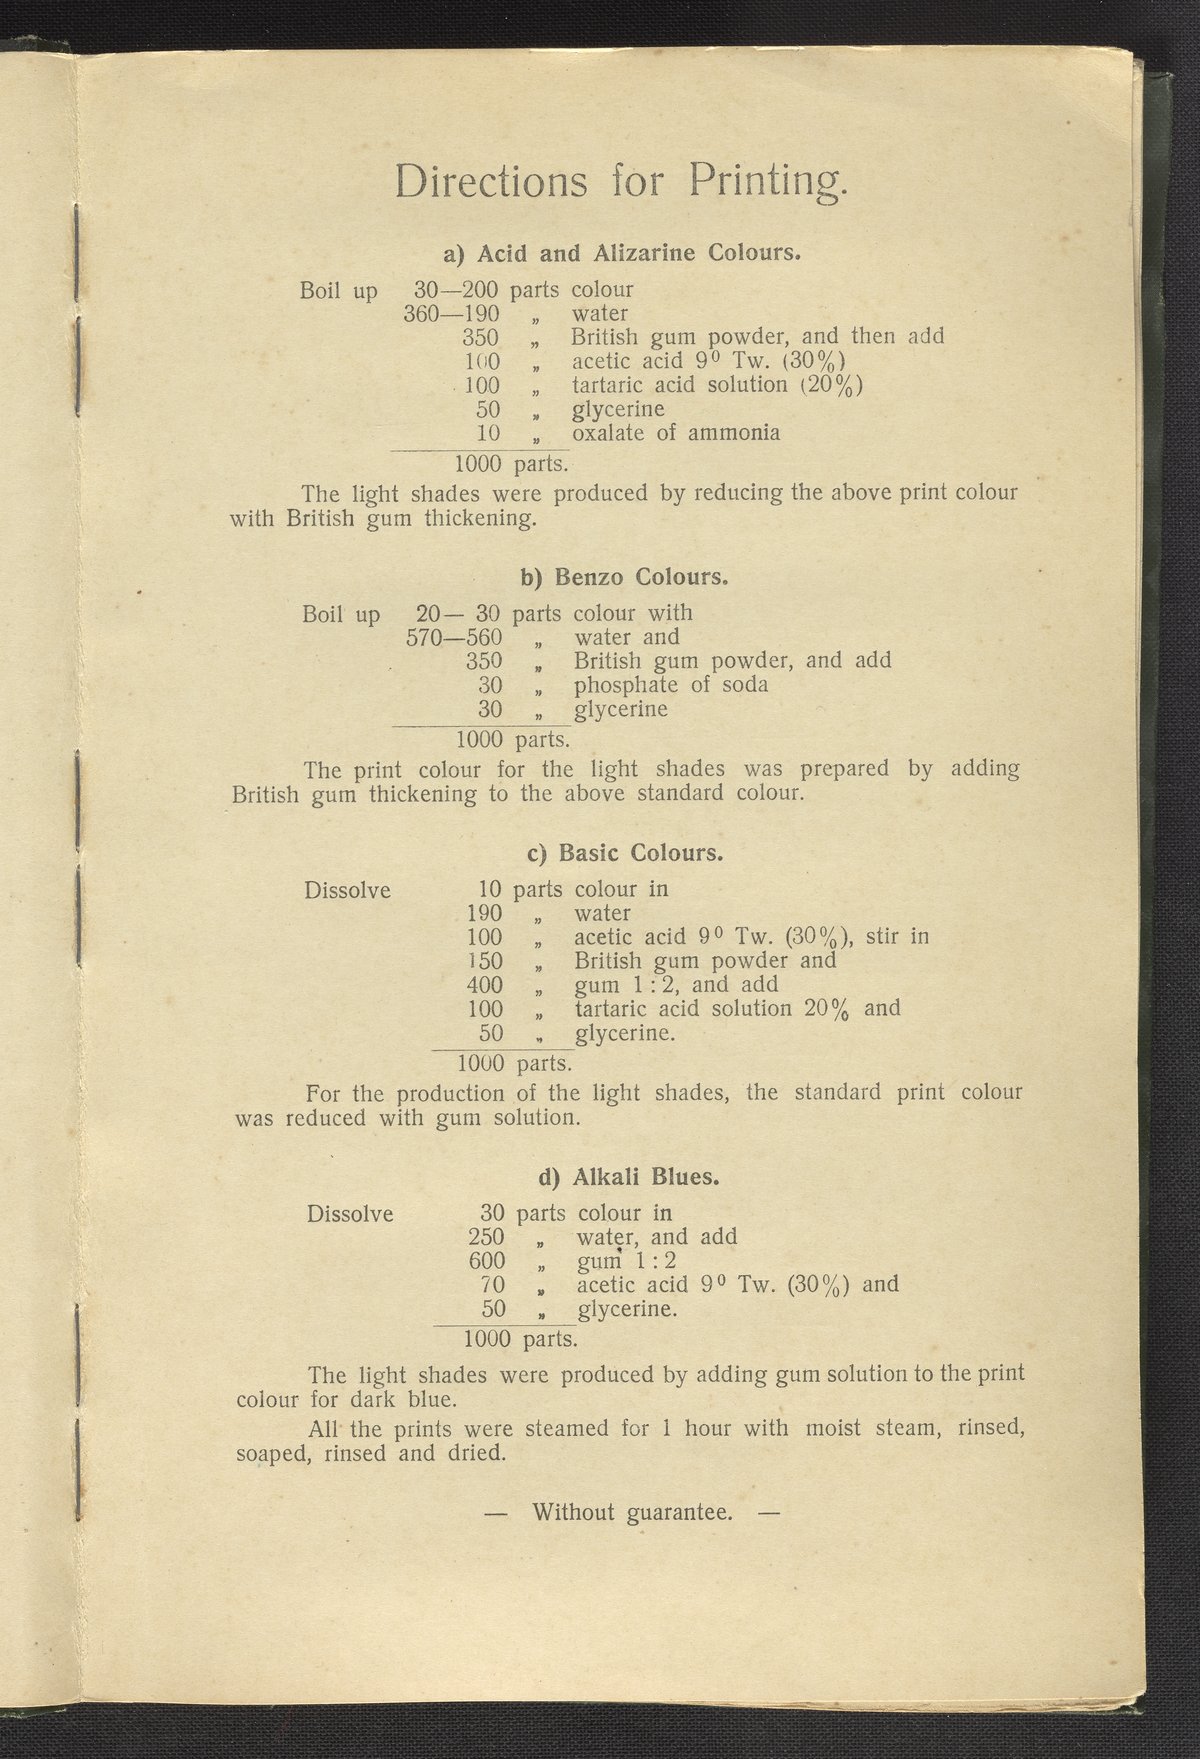 Directions for Printing.
a) Acid and Alizarine Colours.
Boil up 30—200 parts colour
360—190 „ water
350 „ British gum powder, and then add
100 „ acetic acid 9⁰ Tw. (30%)
100 „ tartaric acid solution (20%)
50 „ glycerine
10 „ oxalate of ammonia
1000 parts.
The light shades were produced by reducing the above print colour
with British gum thickening.
b) Benzo Colours.
Boil up 20— 30 parts colour with
570—560 „ water and
350 „ British gum powder, and add
30 „ phosphate of soda
30 „ glycerine
1000 parts.
The print colour for the light shades was prepared by adding
British gum thickening to the above standard colour.
c) Basic Colours.
Dissolve 10 parts colour in
190 „ water
100 „ acetic acid 9⁰ Tw. (30%), stir in
150 „ British gum powder and
400 „ gum 1 : 2, and add
100 „ tartaric acid solution 20% and
50 „ glycerine.
1000 parts.
For the production of the light shades, the standard print colour
was reduced with gum solution.
d) Alkali Blues.
Dissolve 30 parts colour in
250 „ water, and add
600 „ gum 1 : 2
70 „ acetic acid 9⁰ Tw. (30%) and
50 „ glycerine.
1000 parts.
The light shades were produced by adding gum solution to the print
colour for dark blue.
All the prints were steamed for 1 hour with moist steam, rinsed,
soaped, rinsed and dried.
— Without guarantee. —